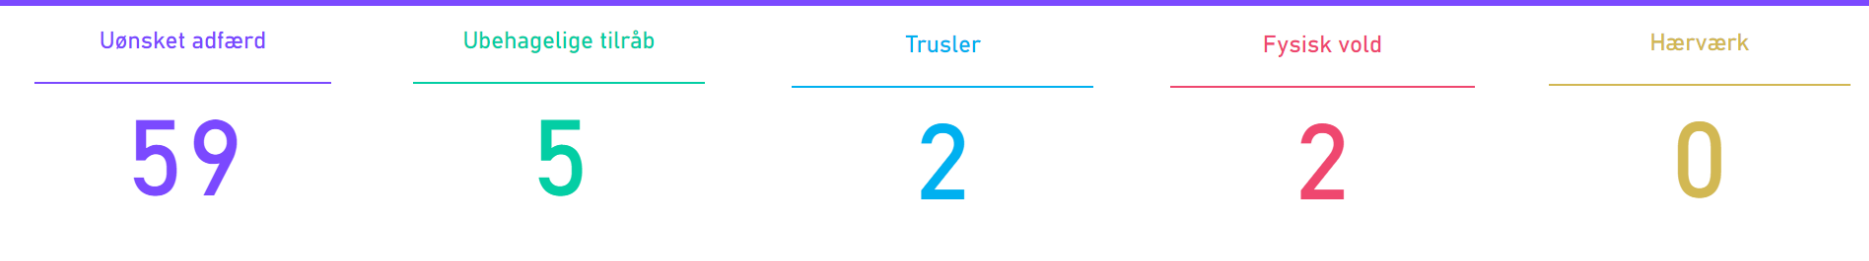 Uønsket adfærd
Ubehagelige tilråb
Trusler
Fysisk vold
Hærværk
59
5
2
2
0